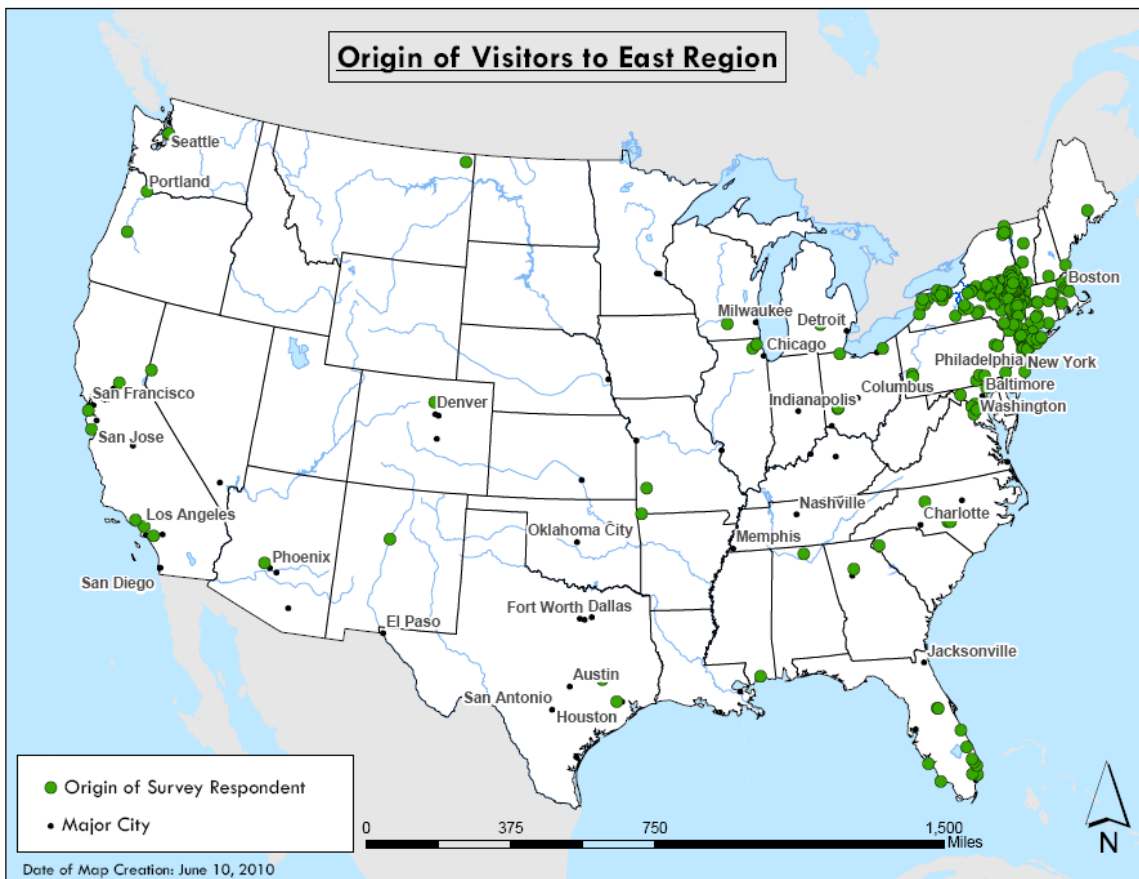 Origin of Visitors to East Region
Seattle
Portland
Boston
Milwaukee
Detroit
Chicago
Philadelphia
New York
Columbus
Baltimore
Indianapolis
Washington
San Francisco
Denver
San Jose
Nashville
Los Angeles
Oklahoma City
Charlotte
Memphis
Phoenix
San Diego
Fort Worth
Dallas
El Paso
Jacksonville
Austin
San Antonio
Houston
Origin of Survey Respondent
Major City
0 375 750 1,500
Miles
N
Date of Map Creation: June 10, 2010